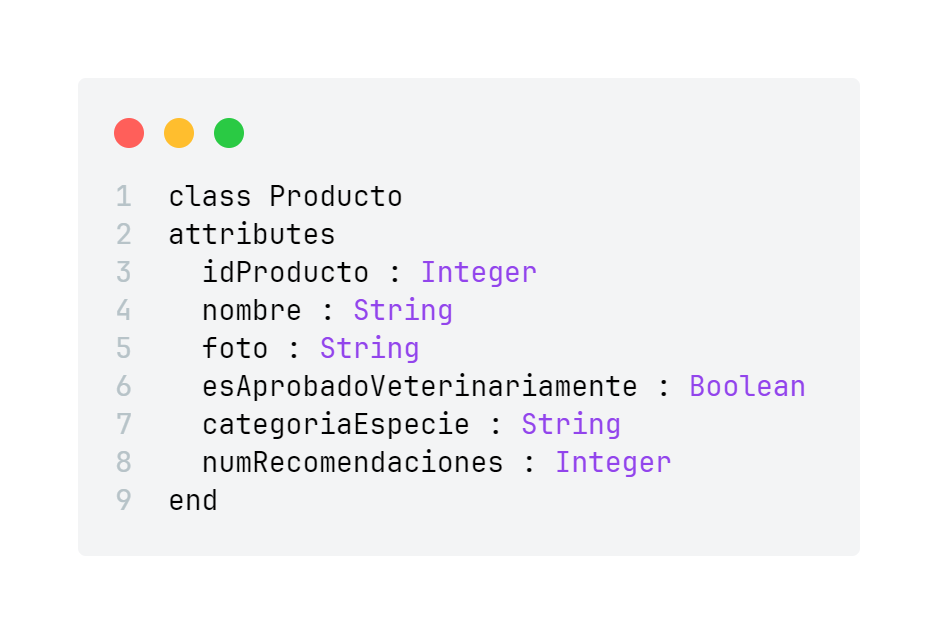 1 class Producto
2 attributes
3 idProducto : Integer
4 nombre : String
5 foto : String
6 esAprobadoVeterinariamente : Boolean
7 categoriaEspecie : String
8 numRecomendaciones : Integer
9 end